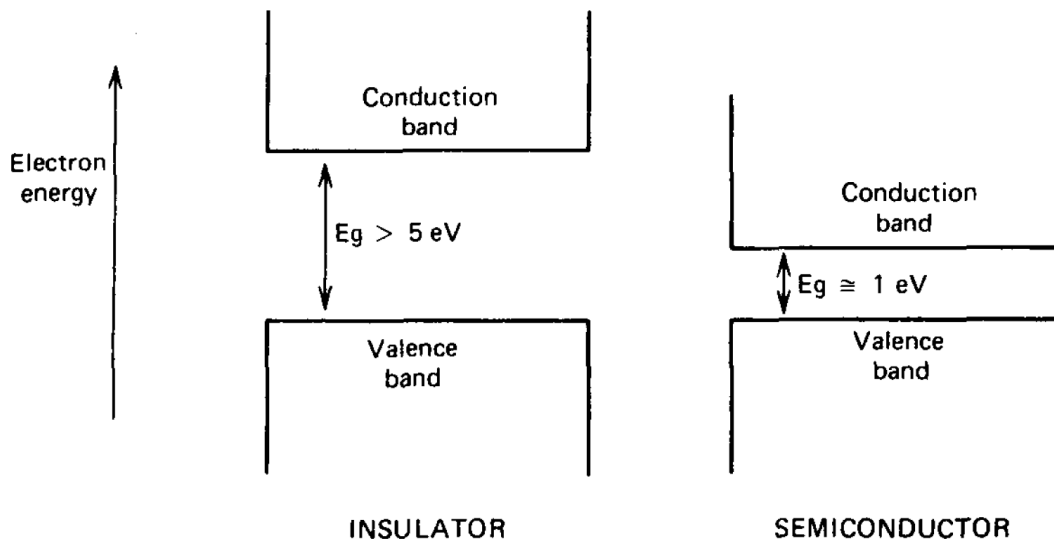 Electron
energy
Conduction
band
Eg > 5 eV
Valence
band
INSULATOR
Conduction
band
Eg ≅ 1 eV
Valence
band
SEMICONDUCTOR